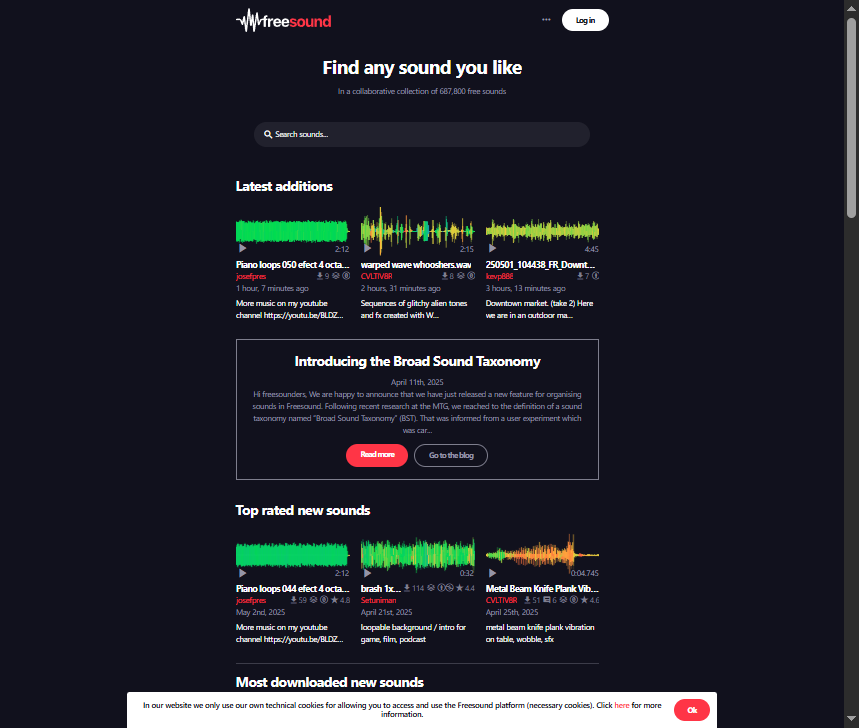 freesound
Log in
Find any sound you like
In a collaborative collection of 687,800 free sounds
Search sounds...
Latest additions
2:12
2:15
4:45
Piano loops 050 efect 4 octa...
warped wave whooshers.wav
250501_104438_FR_Downt...
josefpres 9
CVLTIV8R 8
kevp888 7
1 hour, 7 minutes ago
2 hours, 31 minutes ago
3 hours, 13 minutes ago
More music on my youtube
channel https://youtu.be/BLDZ...
Sequences of glitchy alien tones
and fx created with W...
Downtown market. (take 2) Here
we are in an outdoor ma...
Introducing the Broad Sound Taxonomy
April 11th, 2025
Hi freesounders, We are happy to announce that we have just released a new feature for organising
sounds in Freesound. Following recent research at the MTG, we reached to the definition of a sound
taxonomy named "Broad Sound Taxonomy" (BST). That was informed from a user experiment which
was car...
Read more
Go to the blog
Top rated new sounds
2:12
0:32
0:04.745
Piano loops 044 efect 4 octa...
brash 1x... 114 4.4
Metal Beam Knife Plank Vib...
josefpres 59 4.8
Setuniman
CVLTIV8R 51 6 4.6
May 2nd, 2025
April 21st, 2025
April 25th, 2025
More music on my youtube
channel https://youtu.be/BLDZ...
loopable background / intro for
game, film, podcast
metal beam knife plank vibration
on table, wobble, sfx
Most downloaded new sounds
In our website we only use our own technical cookies for allowing you to access and use the Freesound platform (necessary cookies). Click here for more
information.
Ok